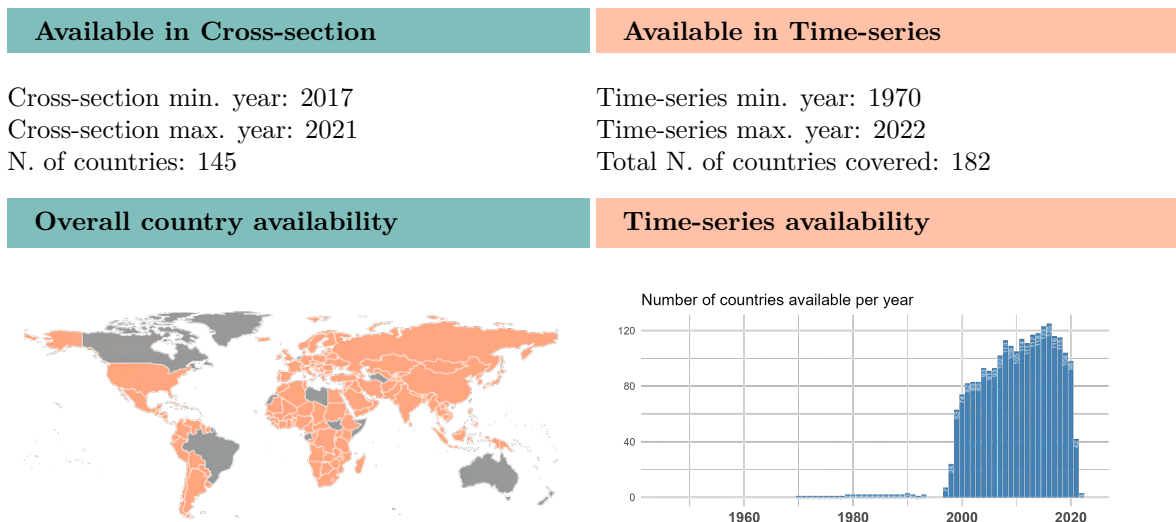 Available in Cross-section
Available in Time-series
Cross-section min. year: 2017
Cross-section max. year: 2021
N. of countries: 145
Time-series min. year: 1970
Time-series max. year: 2022
Total N. of countries covered: 182
Overall country availability
Time-series availability
Number of countries available per year
120
80
40
0
1960
1980
2000
2020